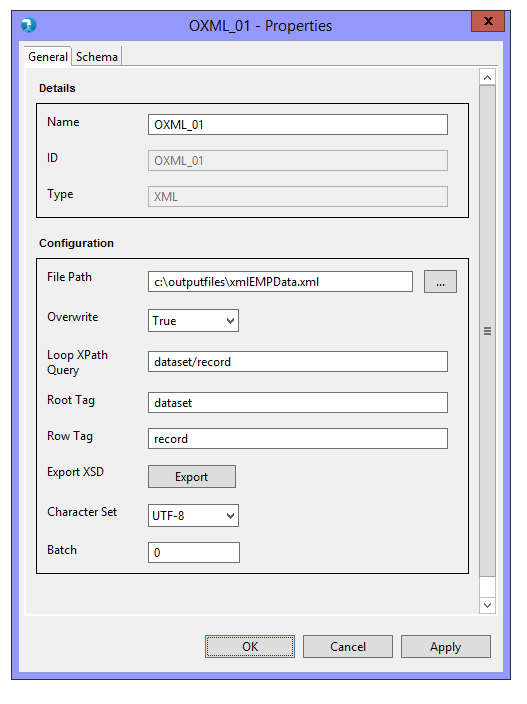 OXML_01 - Properties
x
General Schema
Details
Name OXML_01
ID OXML_01
Type XML
Configuration
File Path c:\outputfiles\xmlEMPData.xml ...
Overwrite True
Loop XPath
Query dataset/record
Root Tag dataset
Row Tag record
Export XSD Export
Character Set UTF-8
Batch 0
OK Cancel Apply